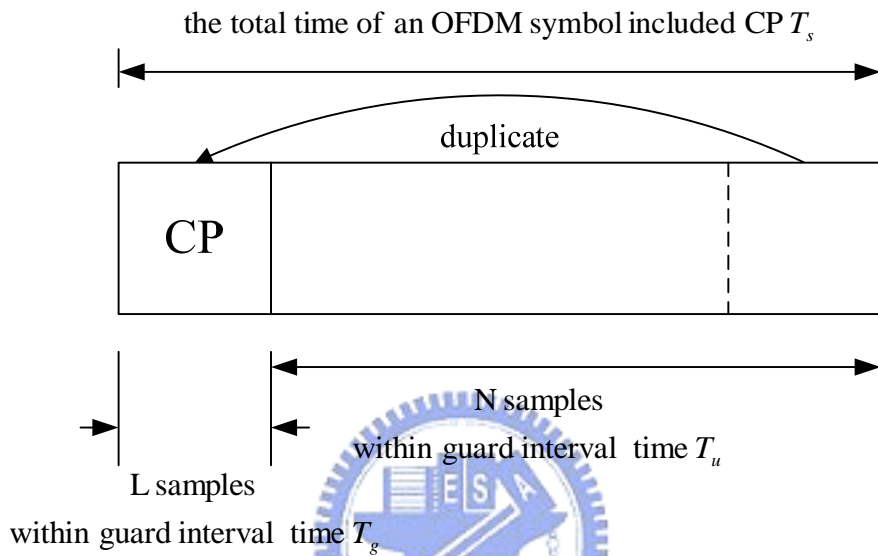 the total time of an OFDM symbol included CP T_s
duplicate
CP
N samples
within guard interval time T_u
L samples
within guard interval time T_g
E S A